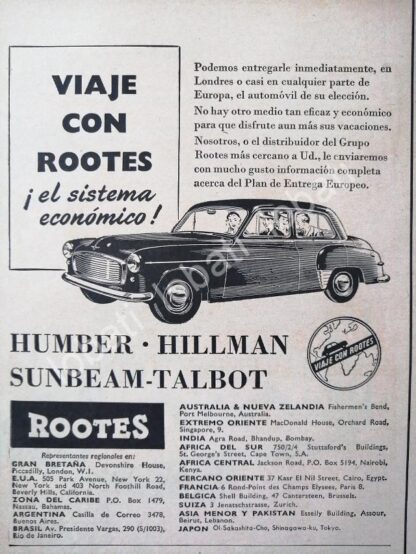 VIAJE
CON
ROOTES
¡el sistema
económico!
Podemos entregarle inmediatamente, en
Londres o casi en cualquier parte de
Europa, el automóvil de su elección.
No hay otro medio tan eficaz y económico
para que disfrute aun más sus vacaciones.
Nosotros, o el distribuidor del Grupo
Rootes más cercano a Ud., le enviaremos
con mucho gusto información completa
acerca del Plan de Entrega Europeo.
HUMBER · HILLMAN
SUNBEAM-TALBOT
VIAJE CON ROOTES
ROOTES
Representantes regionales en:
GRAN BRETAÑA Devonshire House,
Piccadilly, London, W.I.
E.U.A. 505 Park Avenue, New York 22,
New York and 403 North Foothill Road,
Beverly Hills, California.
ZONA DEL CARIBE P.O. Box 1479,
Nassau, Bahamas.
ARGENTINA Casilla de Correo 3478,
Buenos Aires.
BRASIL Av. Presidente Vargas, 290 (S/1003),
Rio de Janeiro.
AUSTRALIA & NUEVA ZELANDIA Fishermen's Bend,
Port Melbourne, Australia.
EXTREMO ORIENTE MacDonald House, Orchard Road,
Singapore, 9.
INDIA Agra Road, Bhandup, Bombay.
AFRICA DEL SUR 750/2/4 Stuttaford's Buildings,
St. George's Street, Cape Town, S.A.
AFRICA CENTRAL Jackson Road, P.O. Box 5194, Nairobi,
Kenya.
CERCANO ORIENTE 37 Kasr El Nil Street, Cairo, Egypt.
FRANCIA 6 Rond-Point des Champs Elysees, Paris 8.
BELGICA Shell Building, 47 Cantersteen, Brussels.
SUIZA 3 Jenatschstrasse, Zurich.
ASIA MENOR Y PAKISTAN Esseily Building, Assour,
Beirut, Lebanon.
JAPON Ol-Sakashita-Cho, Shinagawa-ku, Tokyo.